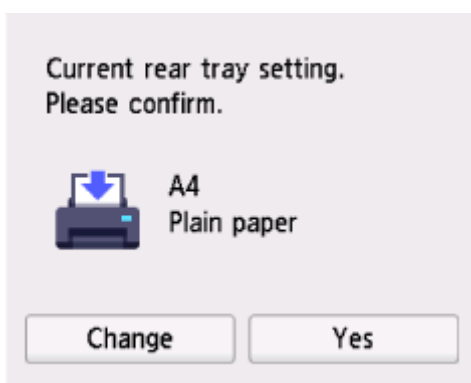 Current rear tray setting.
Please confirm.
A4
Plain paper
Change
Yes